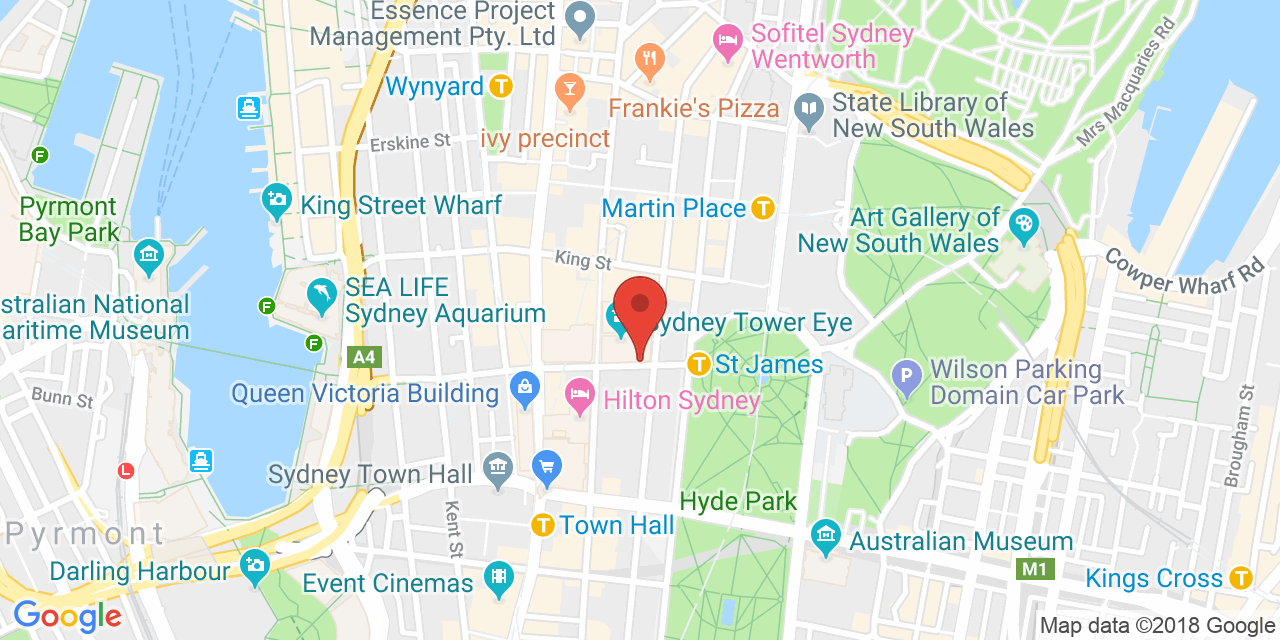 Essence Project
Management Pty. Ltd
Sofitel Sydney
Wentworth
Wynyard
Frankie's Pizza
State Library of
New South Wales
Mrs Macquaries Rd
ivy precinct
Erskine St
King Street Wharf
Pyrmont
Bay Park
Martin Place
Art Gallery of
New South Wales
King St
Cowper Wharf Rd
SEA LIFE
Sydney Aquarium
stralian National
aritime Museum
Sydney Tower Eye
A4
St James
Bunn St
Queen Victoria Building
Hilton Sydney
Wilson Parking
Domain Car Park
Brougham St
Sydney Town Hall
Kent St
Hyde Park
Pyrmont
Town Hall
Australian Museum
Darling Harbour
Event Cinemas
M1
Kings Cross
Google
Map data ©2018 Google